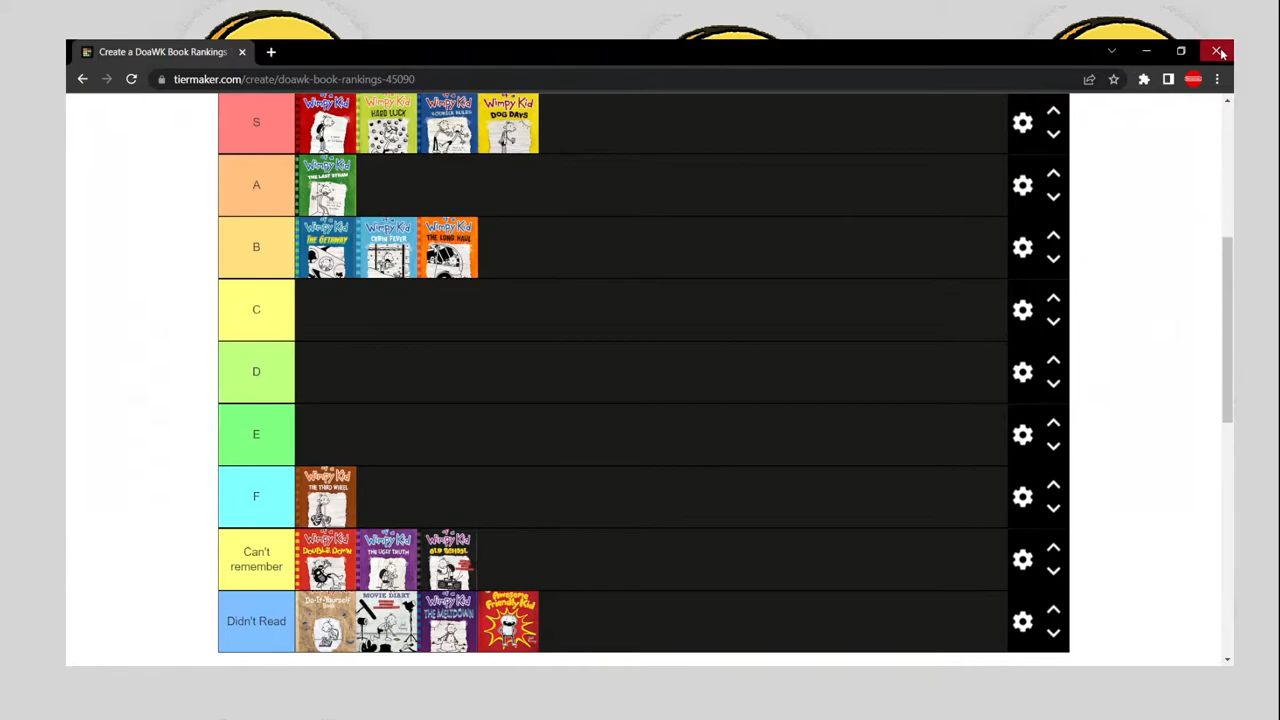 Create a DoaWK Book Rankings
tiermaker.com/create/doawk-book-rankings-45090
S
Wimpy Kid
Wimpy Kid
HARD LUCK
Wimpy Kid
RODRICK RULES
Wimpy Kid
DOG DAYS
A
Wimpy Kid
THE LAST STRAW
B
Wimpy Kid
THE GETAWAY
Wimpy Kid
CABIN FEVER
Wimpy Kid
THE LONG HAUL
C
D
E
F
of a
Wimpy Kid
THE THIRD WHEEL
Can't
remember
Wimpy Kid
DOUBLE DOWN
Wimpy Kid
THE UGLY TRUTH
Wimpy Kid
OLD SCHOOL
Didn't Read
Do-It-Yourself
Book
MOVIE DIARY
Wimpy Kid
THE MELTDOWN
Awesome
Friendly Kid